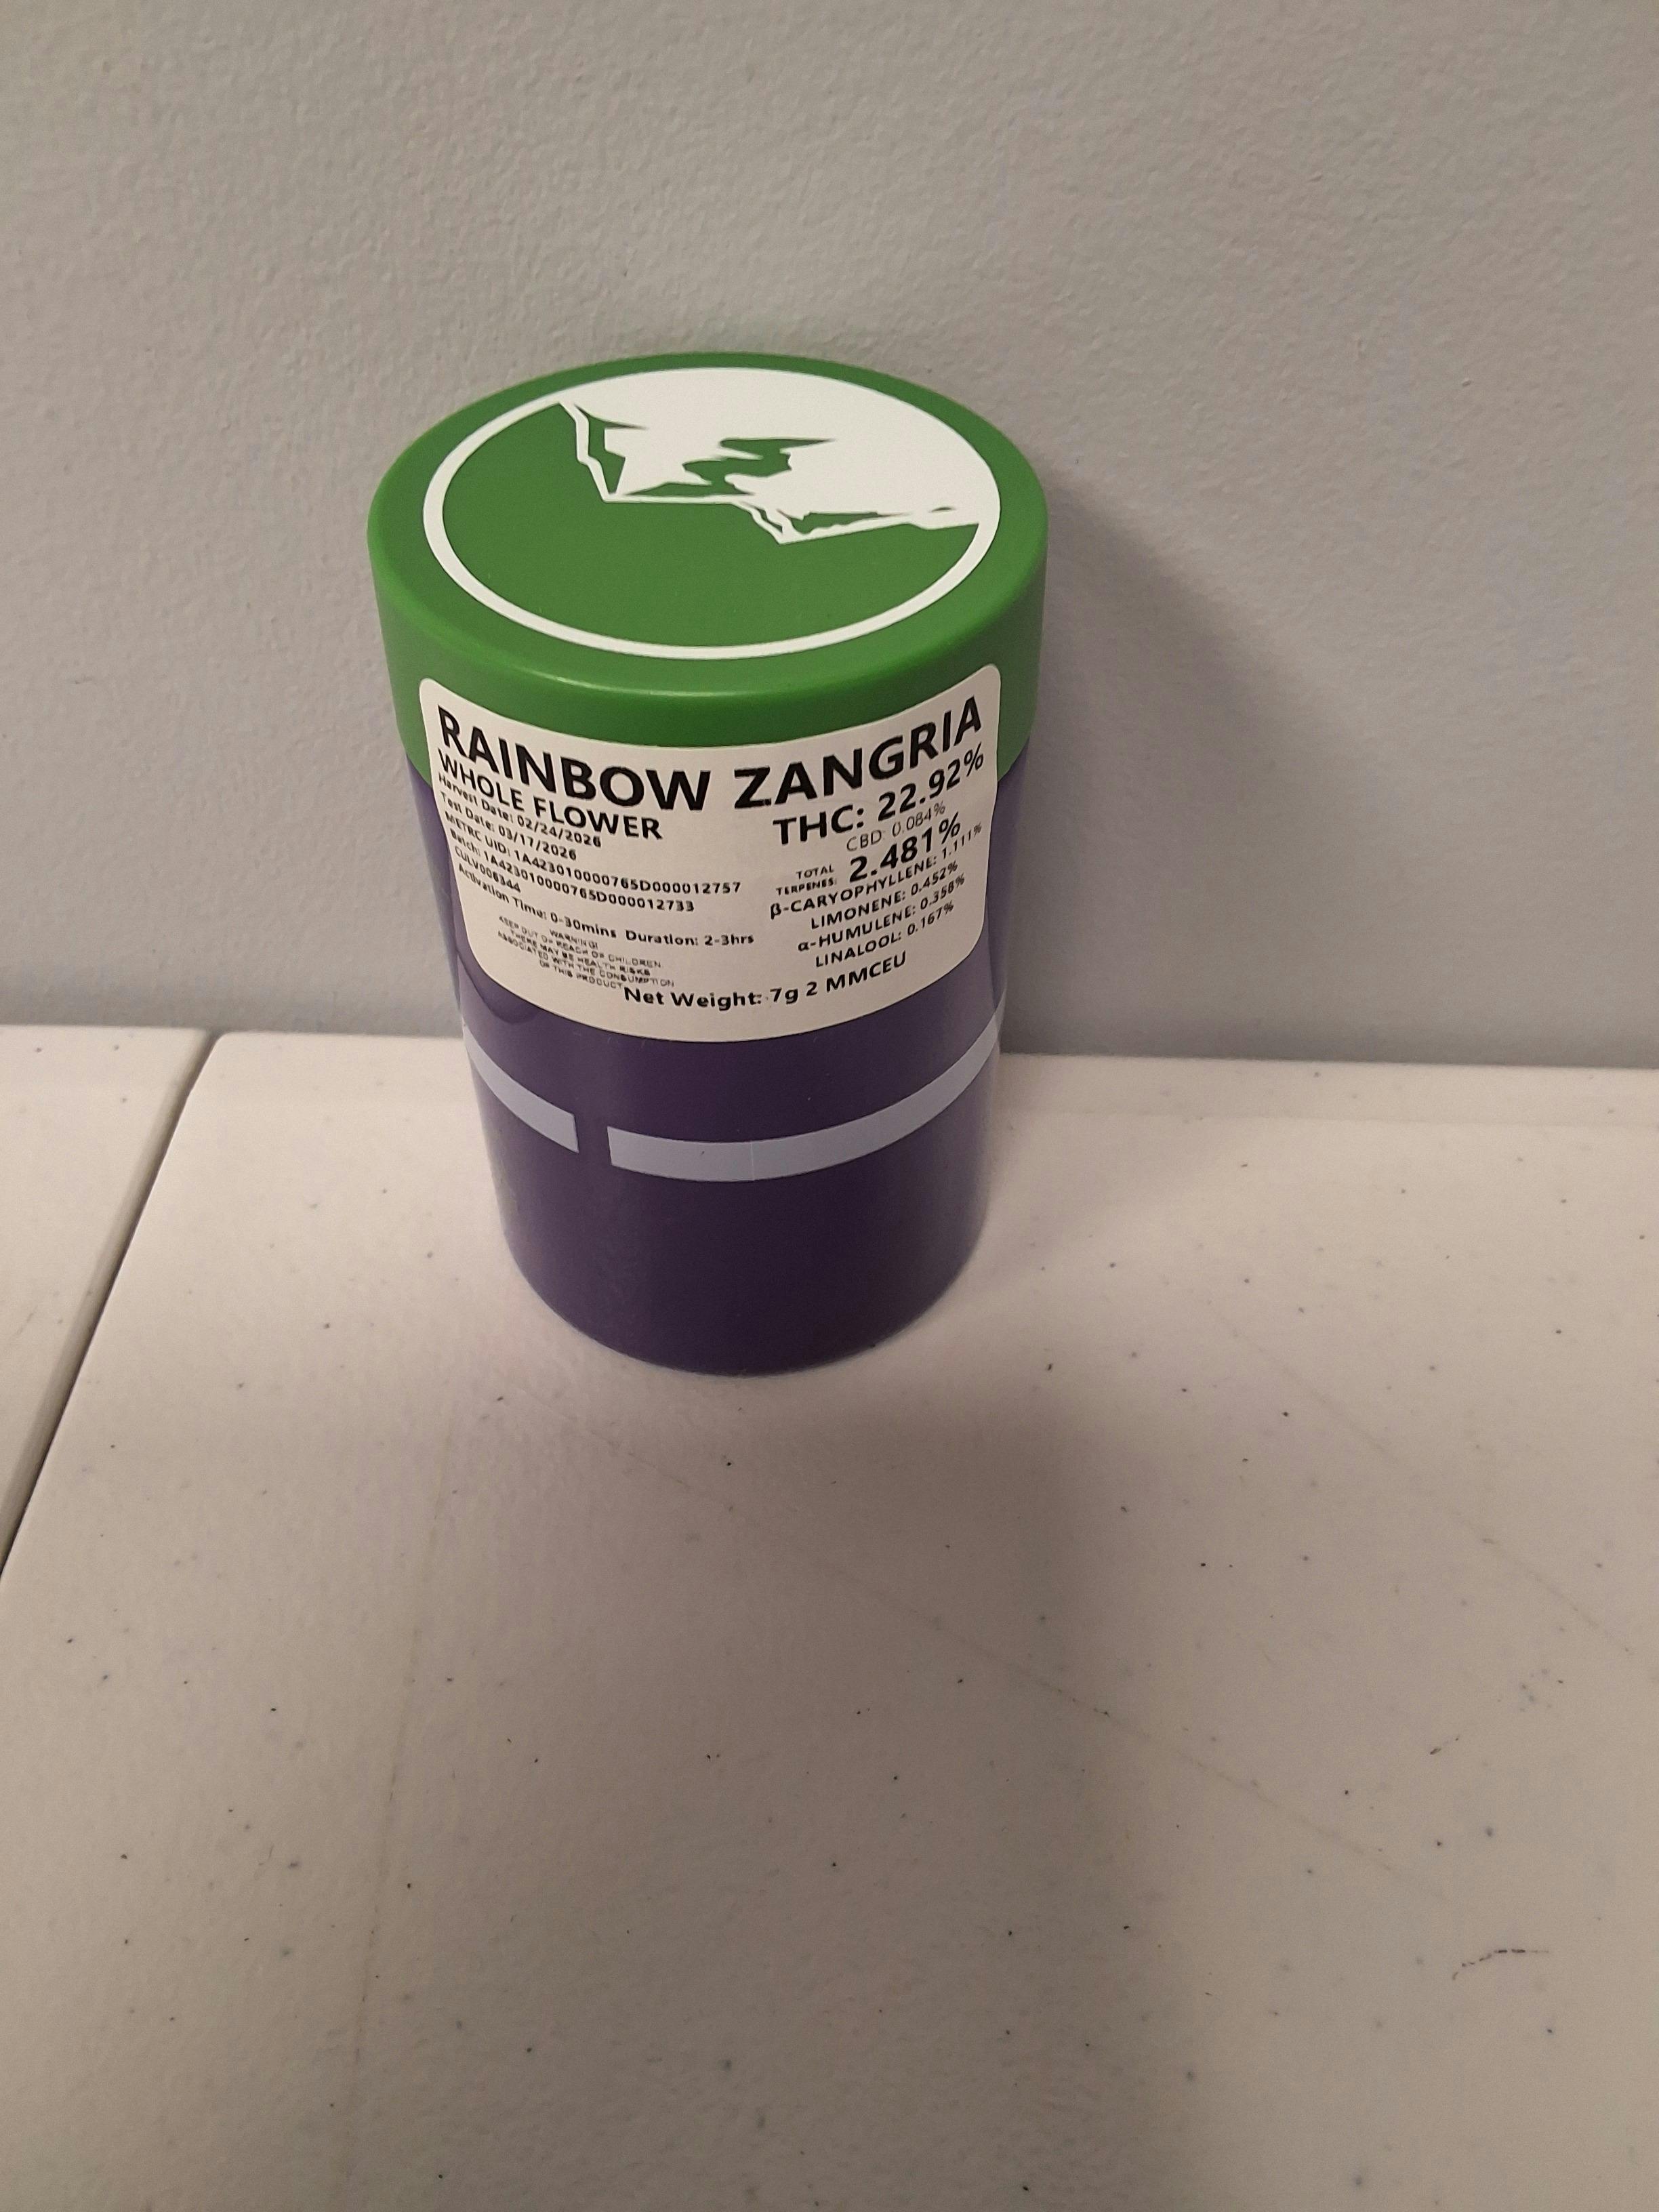 RAINBOW ZANGRIA
WHOLE FLOWER
Harvest Date: 02/24/2026
Test Date: 03/17/2026
METRC UID: 1A423010000765D000012757
Batch: 1A423010000765D000012733
CULV006344
Activation Time: 0-30mins Duration: 2-3hrs
WARNING!
KEEP OUT OF REACH OF CHILDREN.
THERE MAY BE HEALTH RISKS
ASSOCIATED WITH THE CONSUMPTION
OF THIS PRODUCT
THC: 22.92%
CBD: 0.084%
TOTAL TERPENES: 2.481%
β-CARYOPHYLLENE: 1.111%
LIMONENE: 0.452%
α-HUMULENE: 0.358%
LINALOOL: 0.167%
Net Weight: 7g 2 MMCEU